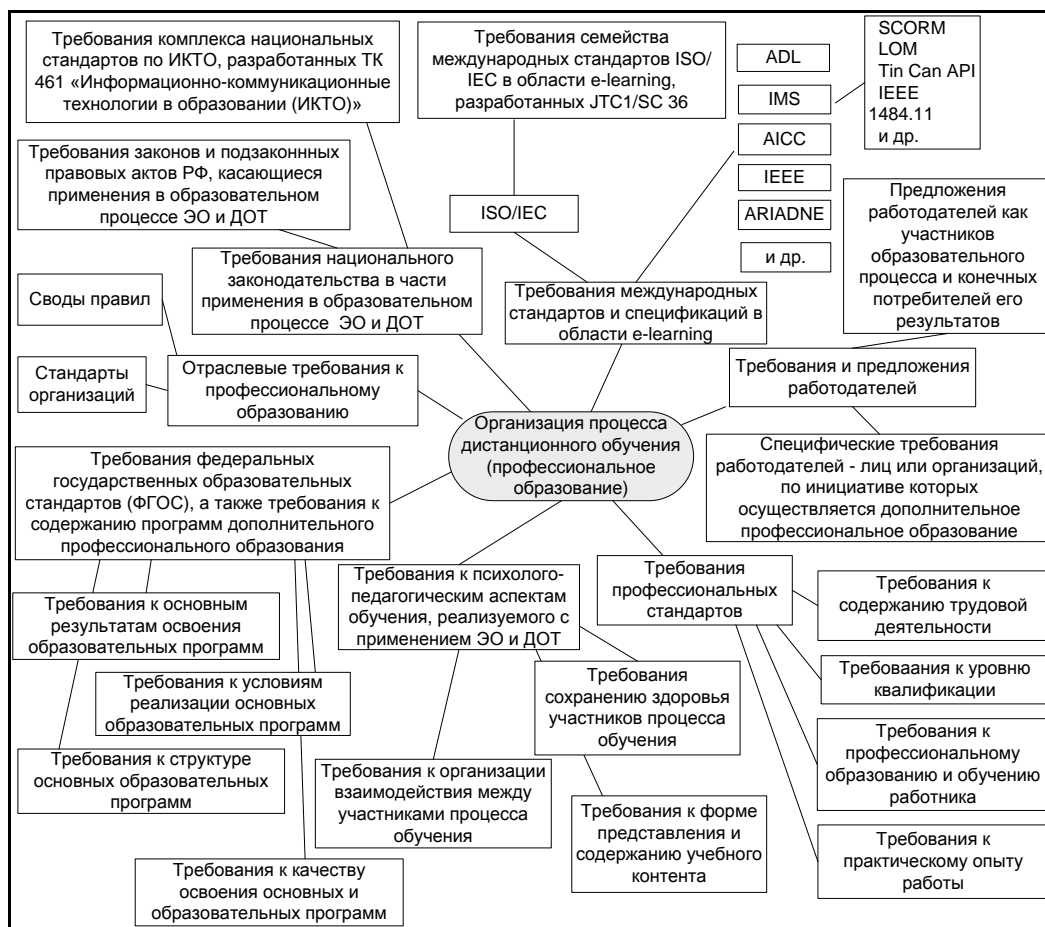 Требования комплекса национальных
стандартов по ИКТО, разработанных ТК
461 «Информационно-коммуникационные
технологии в образовании (ИКТО)»
Требования семейства
международных стандартов ISO/
IEC в области e-learning,
разработанных JTC1/SC 36
ADL
IMS
AICC
IEEE
ARIADNE
и др.
SCORM
LOM
Tin Can API
IEEE
1484.11
и др.
Требования законов и подзаконнных
правовых актов РФ, касающиеся
применения в образовательном
процессе ЭО и ДОТ
ISO/IEC
Предложения
работодателей как
участников
образовательного
процесса и конечных
потребителей его
результатов
Требования национального
законодательства в части
применения в образовательном
процессе ЭО и ДОТ
Требования международных
стандартов и спецификаций в
области e-learning
Своды правил
Стандарты
организаций
Отраслевые требования к
профессиональному
образованию
Требования и предложения
работодателей
Организация процесса
дистанционного обучения
(профессиональное
образование)
Специфические требования
работодателей - лиц или организаций,
по инициативе которых
осуществляется дополнительное
профессиональное образование
Требования федеральных
государственных образовательных
стандартов (ФГОС), а также требования к
содержанию программ дополнительного
профессионального образования
Требования к психолого-
педагогическим аспектам
обучения, реализуемого с
применением ЭО и ДОТ
Требования
профессиональных
стандартов
Требования к
содержанию трудовой
деятельности
Требования к основным
результатам освоения
образовательных программ
Требоваания к уровню
квалификации
Требования к условиям
реализации основных
образовательных программ
Требования
сохранению здоровья
участников процесса
обучения
Требования к
профессиональному
образованию и обучению
работника
Требования к структуре
основных образовательных
программ
Требования к организации
взаимодействия между
участниками процесса
обучения
Требования к форме
представления и
содержанию учебного
контента
Требования к
практическому опыту
работы
Требования к качеству
освоения основных и
образовательных программ